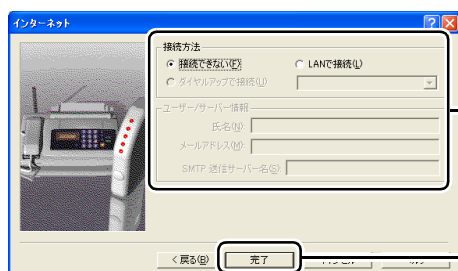 インターネット
接続方法
接続できない(F) LANで接続(L)
ダイヤルアップで接続(U)
ユーザー/サーバー情報
氏名(N)
メールアドレス(M)
SMTP 送信サーバー名(S)
< 戻る(B) 完了